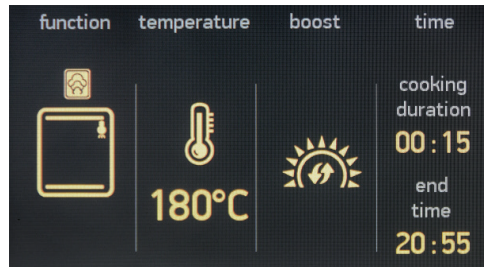 function temperature boost time
cooking
duration
00:15
180°C
end
time
20:55